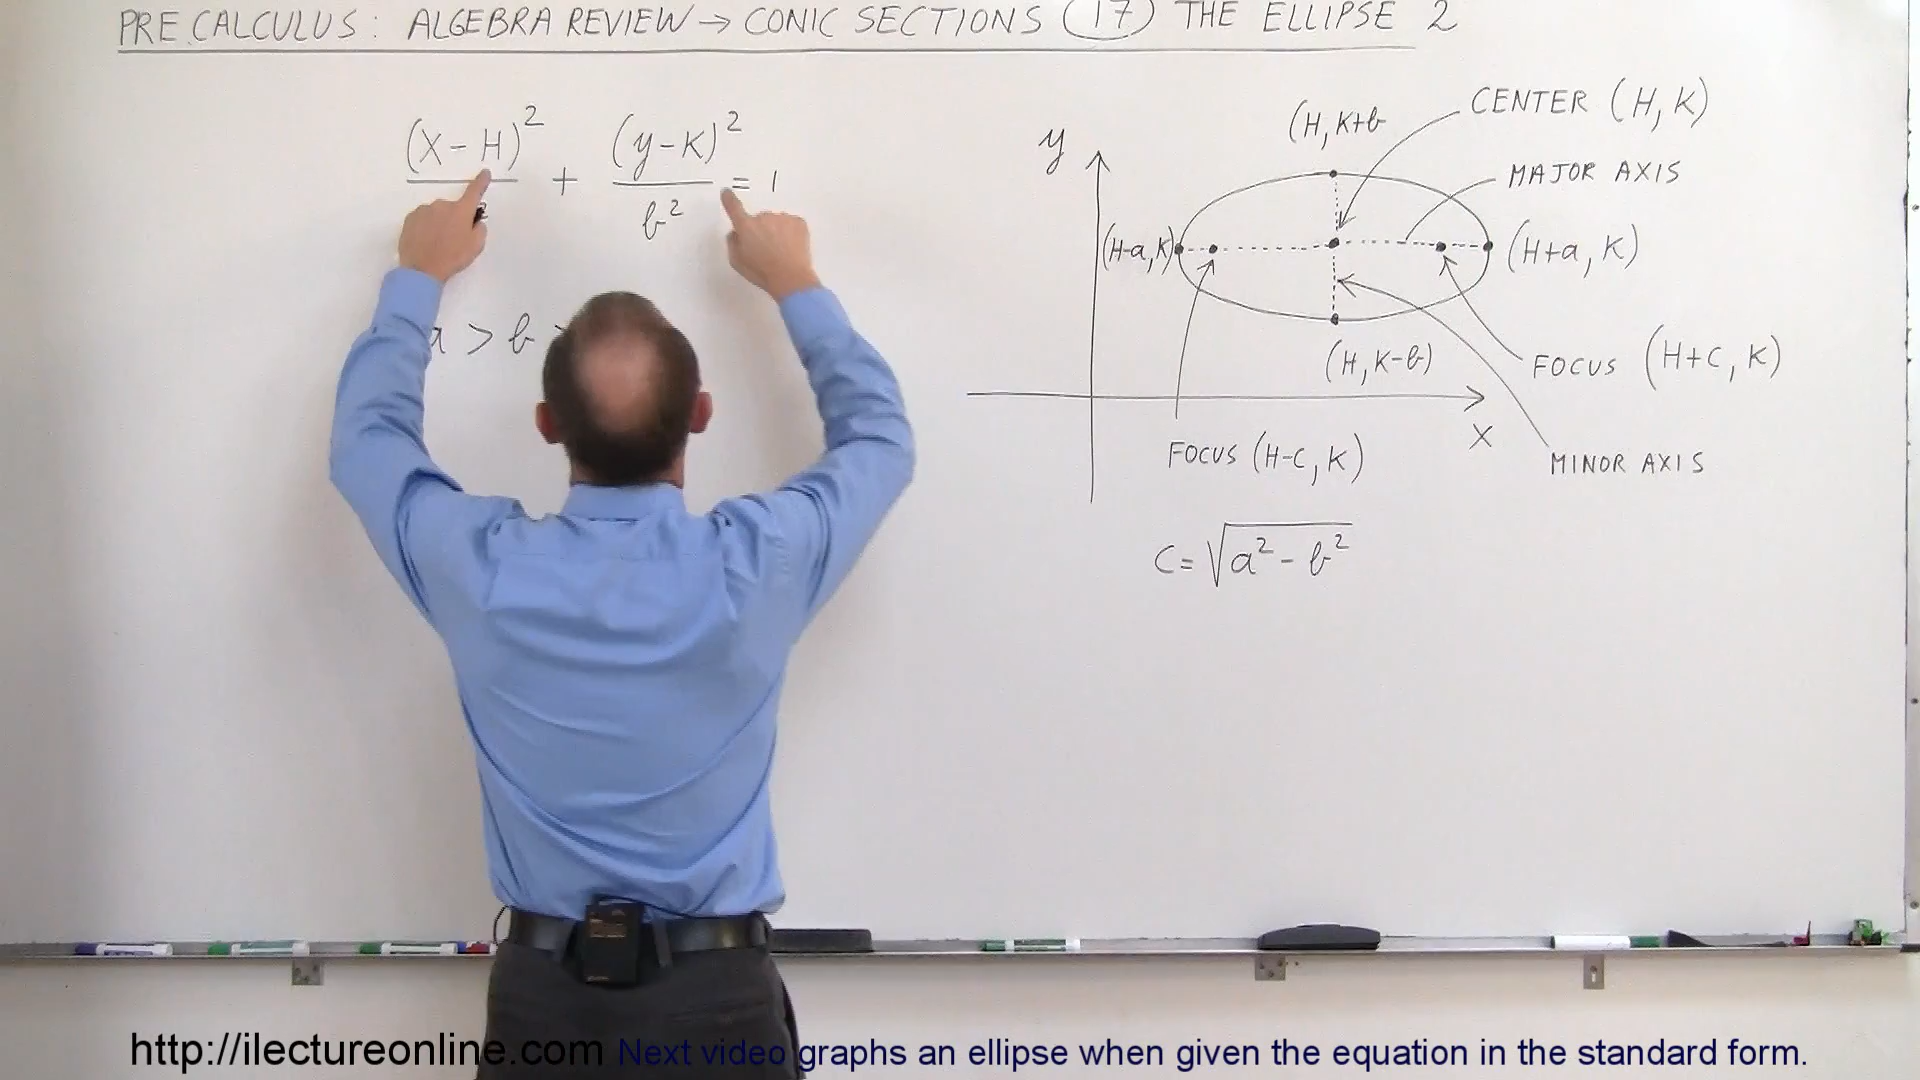 PRE CALCULUS: ALGEBRA REVIEW → CONIC SECTIONS (17) THE ELLIPSE 2
(X-H)² + (y-K)² = 1
²
b²
a > b >
y
(H, K+b
CENTER (H, K)
MAJOR AXIS
(H-a, K)
(H+a, K)
(H, K-b)
FOCUS (H+C, K)
X
FOCUS (H-C, K)
MINOR AXIS
C = √a² - b²
http://ilectureonline.com Next video graphs an ellipse when given the equation in the standard form.